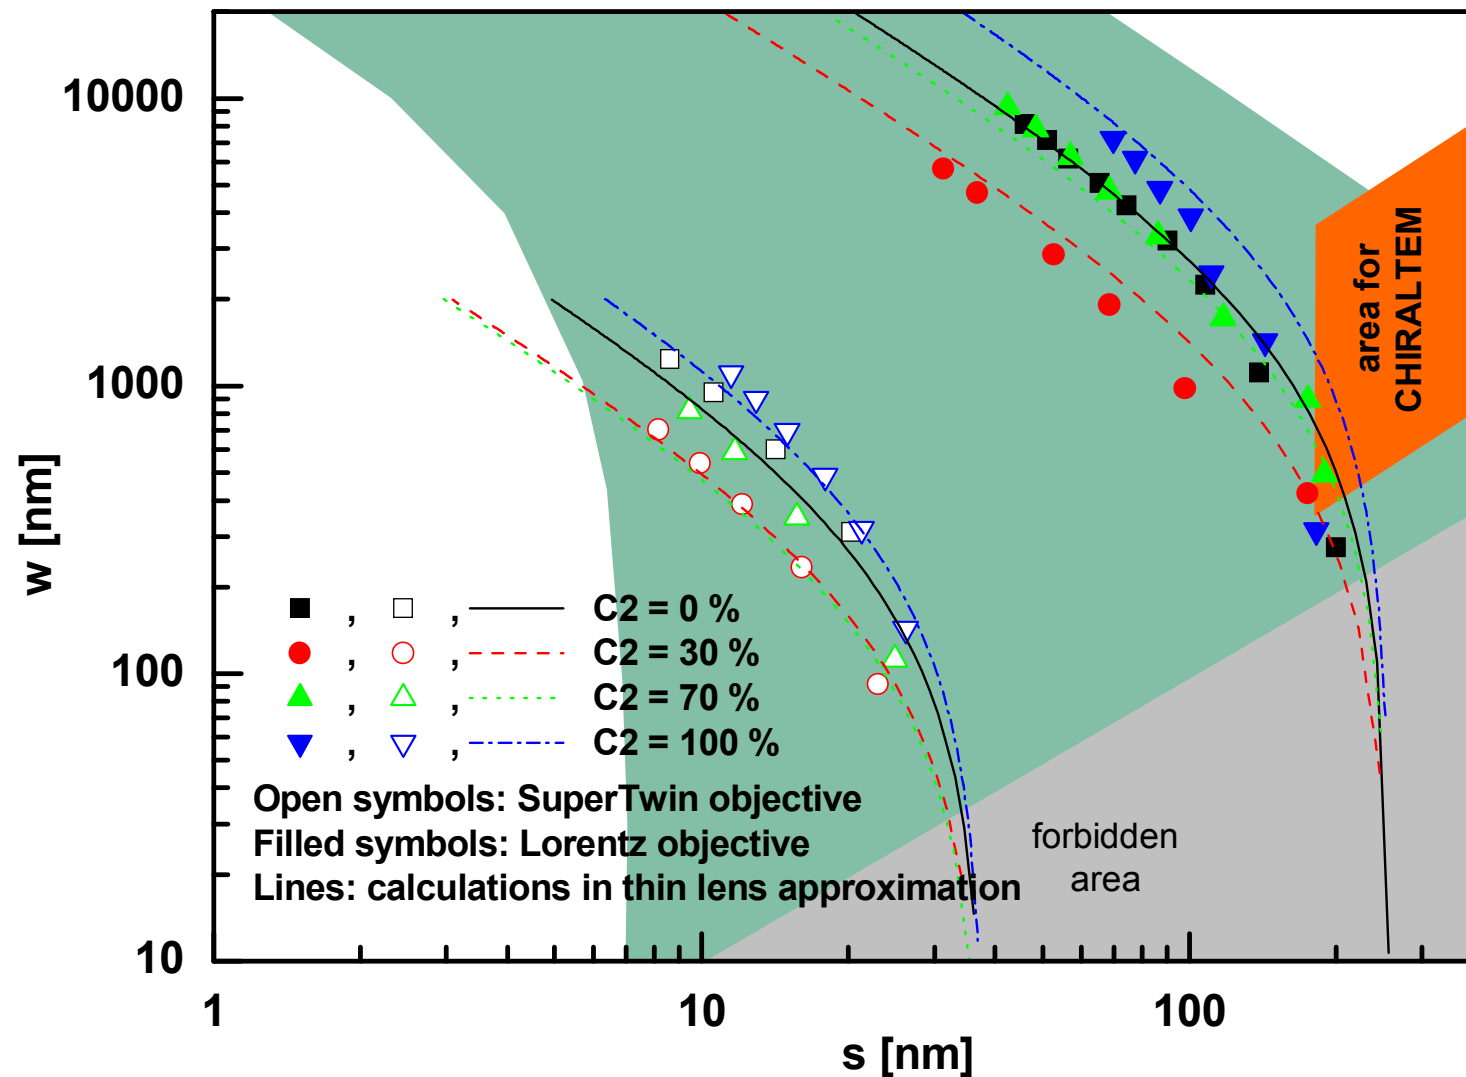 10000
1000
100
10
w [nm]
area for
CHIRALTEM
, , C2 = 0 %
, , C2 = 30 %
, , C2 = 70 %
, , C2 = 100 %
Open symbols: SuperTwin objective
Filled symbols: Lorentz objective
Lines: calculations in thin lens approximation
forbidden
area
1 10 100
s [nm]